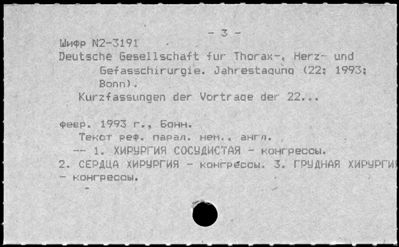 - 3 -
Шифр N2-3191
Deutsche Gesellschaft fur Thorax-, Herz- und
Gefasschirurgie. Jahrestagung (22; 1993;
Bonn).
Kurzfassungen der Vortrage der 22...
февр. 1993 г., Бонн.
Текст реф. парал. нем., англ.
-- 1. ХИРУРГИЯ СОСУДИСТАЯ - конгрессы.
2. СЕРДЦА ХИРУРГИЯ - конгрессы. 3. ГРУДНАЯ ХИРУРГИЯ
- конгрессы.